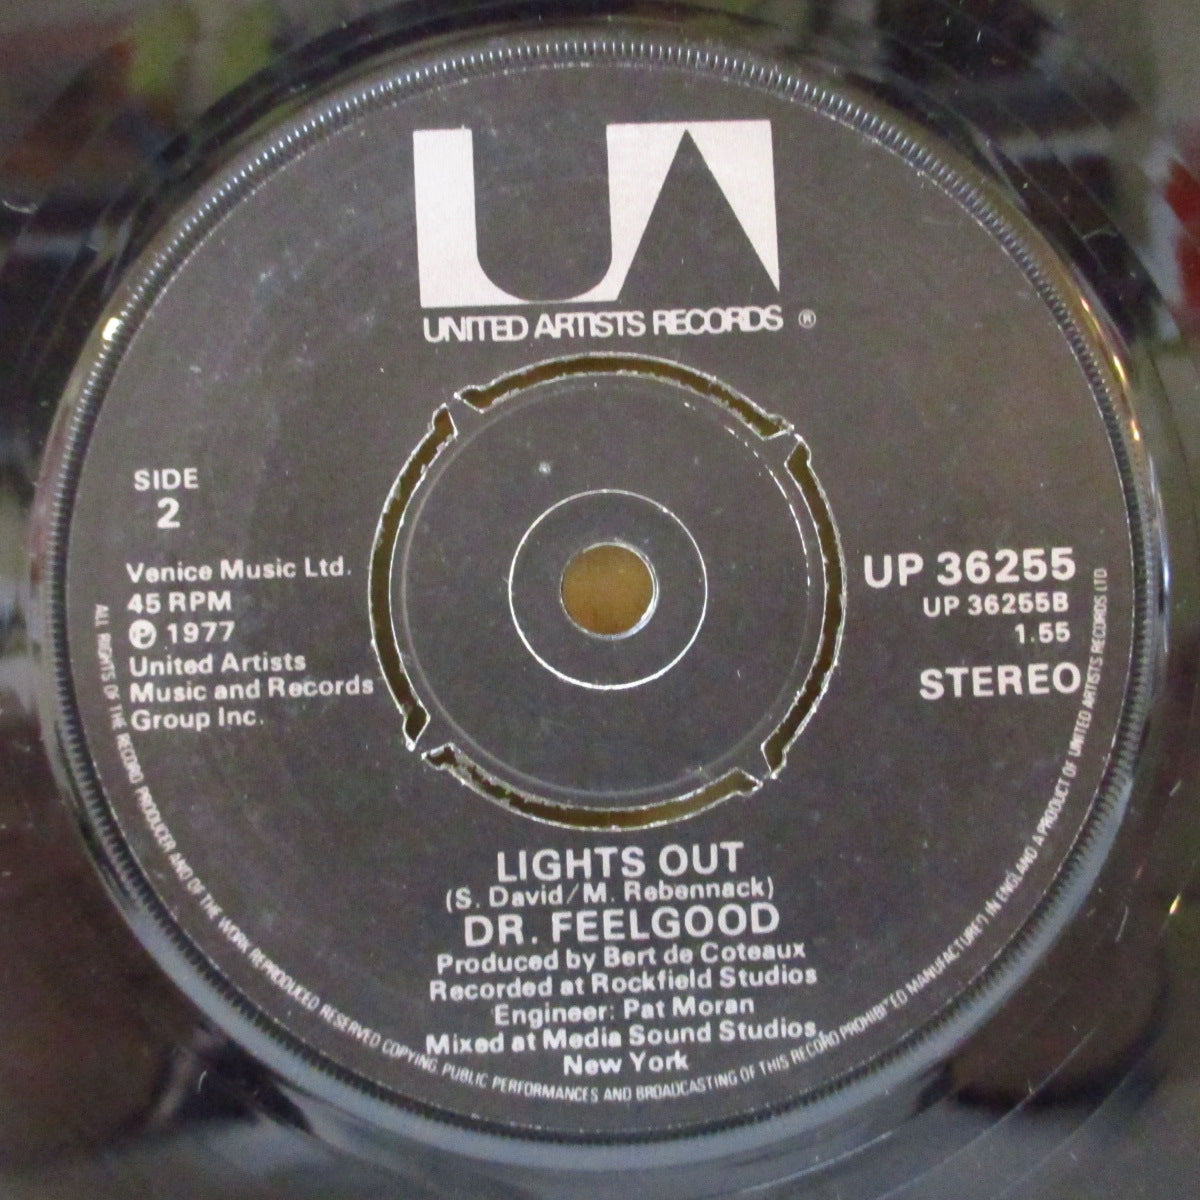 UA
UNITED ARTISTS RECORDS ®
SIDE
2
Venice Music Ltd.
45 RPM
℗ 1977
United Artists
Music and Records
Group Inc.
UP 36255
UP 36255B
1.55
STEREO
LIGHTS OUT
(S. David/M. Rebennack)
DR. FEELGOOD
Produced by Bert de Coteaux
Recorded at Rockfield Studios
Engineer: Pat Moran
Mixed at Media Sound Studios,
New York
ALL RIGHTS OF THE RECORD PRODUCER AND OF THE WORK REPRODUCED RESERVED COPYING, PUBLIC PERFORMANCES AND BROADCASTING OF THIS RECORD PROHIBITED MANUFACTURED IN ENGLAND A PRODUCT OF UNITED ARTISTS RECORDS LTD